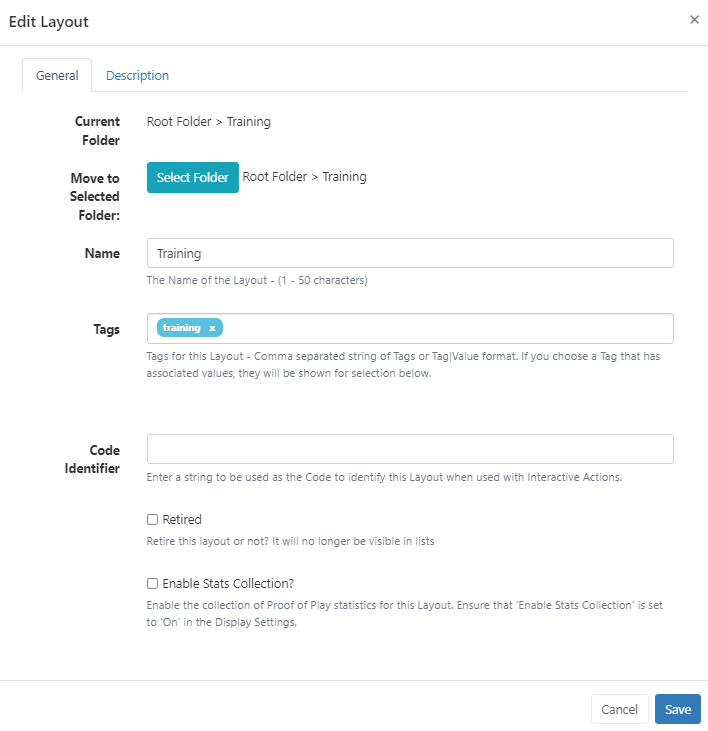 Edit Layout ×
General Description
Current Root Folder > Training
Folder
Move to Select Folder Root Folder > Training
Selected
Folder:
Name Training
The Name of the Layout - (1 - 50 characters)
Tags training x
Tags for this Layout - Comma separated string of Tags or Tag|Value format. If you choose a Tag that has
associated values, they will be shown for selection below.
Code
Identifier
Enter a string to be used as the Code to identify this Layout when used with Interactive Actions.
Retired
Retire this layout or not? It will no longer be visible in lists
Enable Stats Collection?
Enable the collection of Proof of Play statistics for this Layout. Ensure that ‘Enable Stats Collection’ is set
to ‘On’ in the Display Settings.
Cancel Save